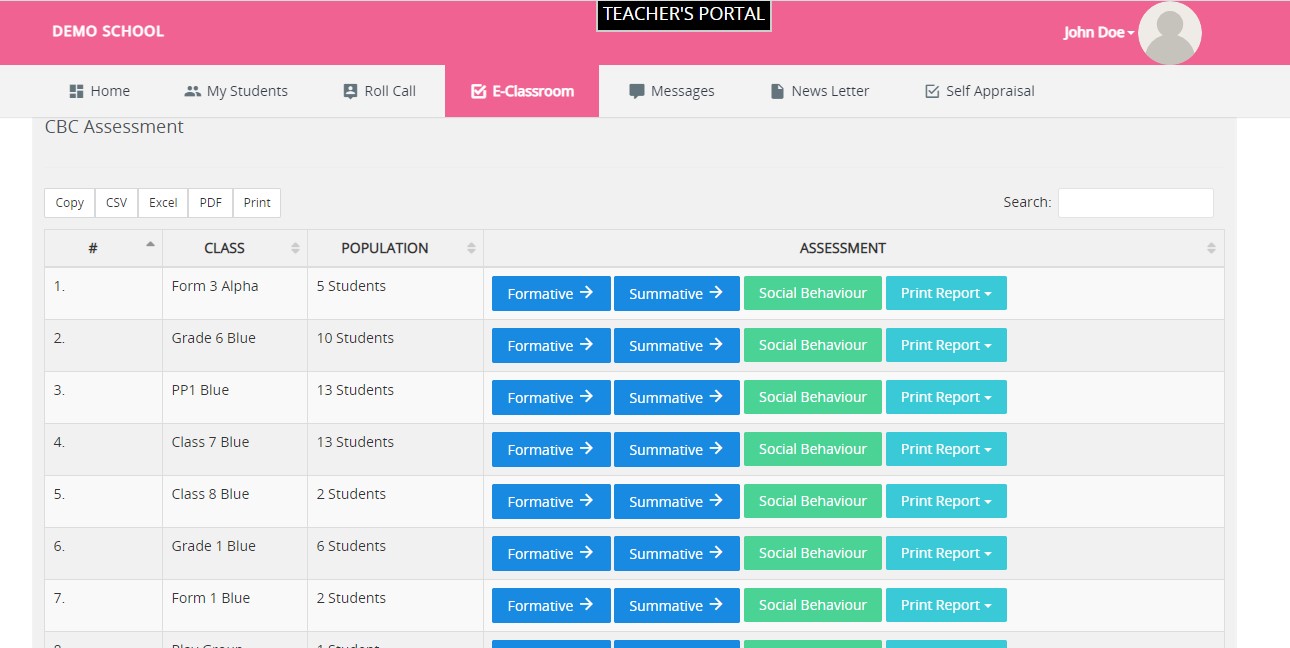 TEACHER'S PORTAL
DEMO SCHOOL
John Doe
Home My Students Roll Call E-Classroom Messages News Letter Self Appraisal
CBC Assessment
Copy CSV Excel PDF Print Search:
# CLASS POPULATION ASSESSMENT
1. Form 3 Alpha 5 Students Formative → Summative → Social Behaviour Print Report
2. Grade 6 Blue 10 Students Formative → Summative → Social Behaviour Print Report
3. PP1 Blue 13 Students Formative → Summative → Social Behaviour Print Report
4. Class 7 Blue 13 Students Formative → Summative → Social Behaviour Print Report
5. Class 8 Blue 2 Students Formative → Summative → Social Behaviour Print Report
6. Grade 1 Blue 6 Students Formative → Summative → Social Behaviour Print Report
7. Form 1 Blue 2 Students Formative → Summative → Social Behaviour Print Report
8. Play Group 1 Student